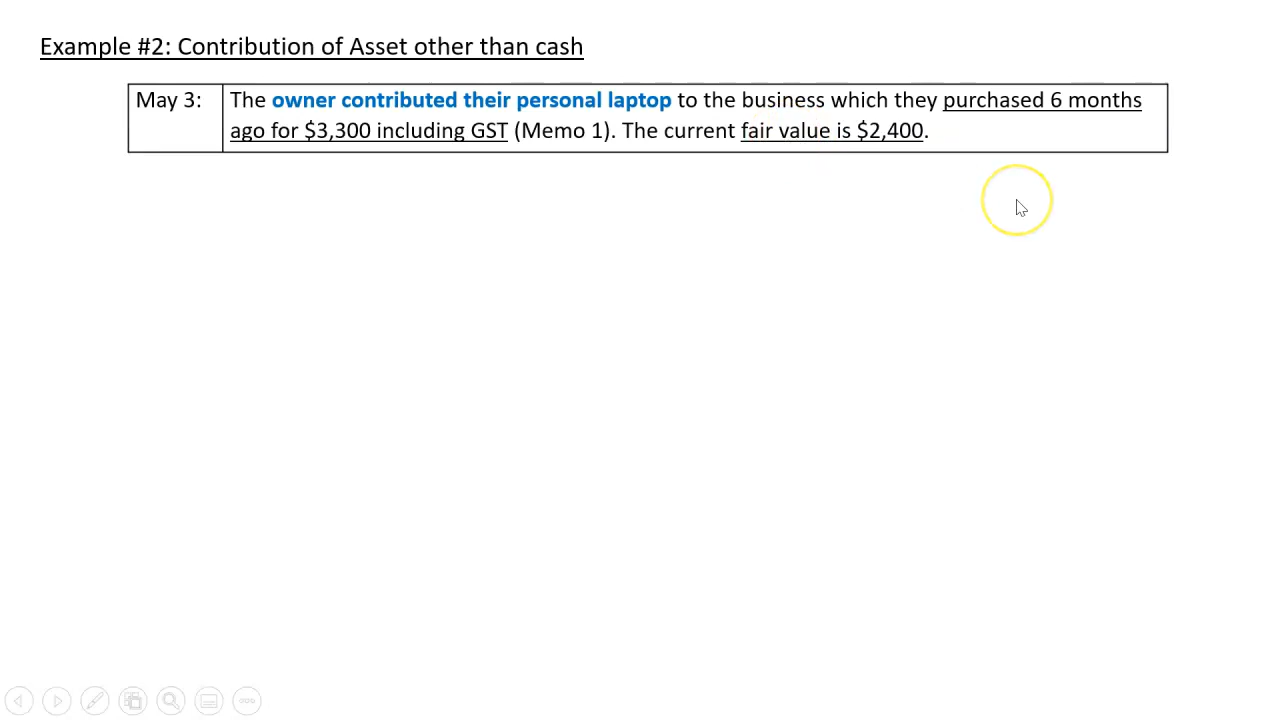 Example #2: Contribution of Asset other than cash
May 3: The owner contributed their personal laptop to the business which they purchased 6 months
ago for $3,300 including GST (Memo 1). The current fair value is $2,400.